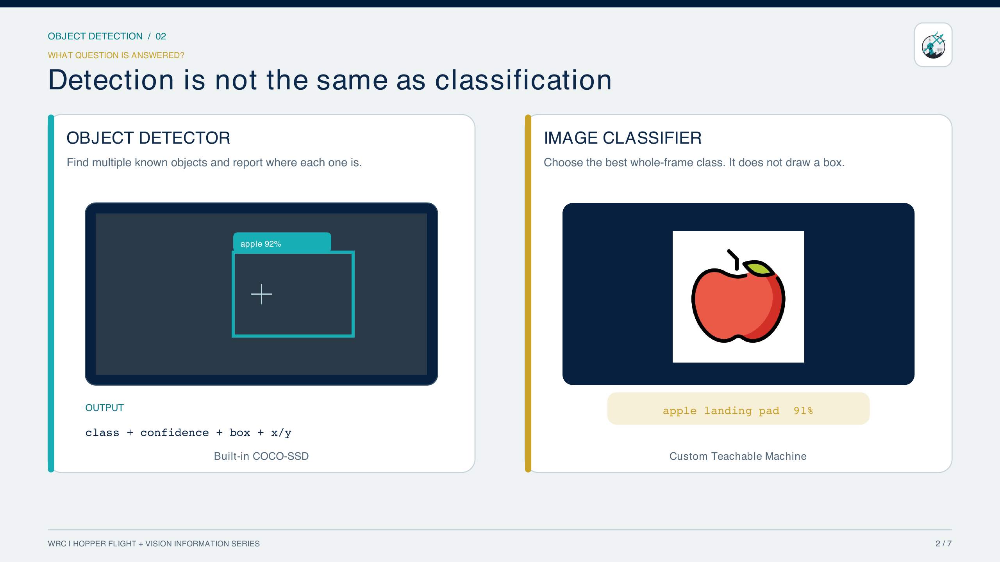 OBJECT DETECTION / 02
WHAT QUESTION IS ANSWERED?
Detection is not the same as classification
OBJECT DETECTOR
Find multiple known objects and report where each one is.
apple 92%
OUTPUT
class + confidence + box + x/y
Built-in COCO-SSD
IMAGE CLASSIFIER
Choose the best whole-frame class. It does not draw a box.
apple landing pad 91%
Custom Teachable Machine
WRC | HOPPER FLIGHT + VISION INFORMATION SERIES
2 / 7